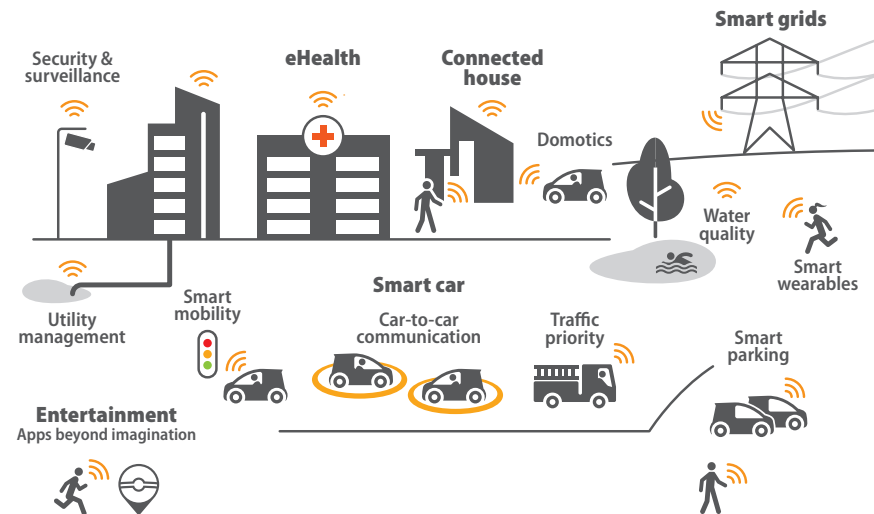 Smart grids
Security &
surveillance
eHealth
Connected
house
Domotics
Water
quality
Smart
wearables
Utility
management
Smart
mobility
Smart car
Car-to-car
communication
Traffic
priority
Smart
parking
Entertainment
Apps beyond imagination